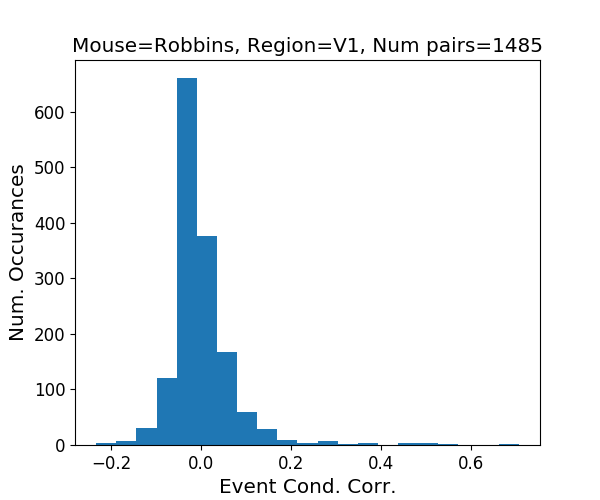 Mouse=Robbins, Region=V1, Num pairs=1485
Num. Occurances
600
500
400
300
200
100
0
−0.2 0.0 0.2 0.4 0.6
Event Cond. Corr.